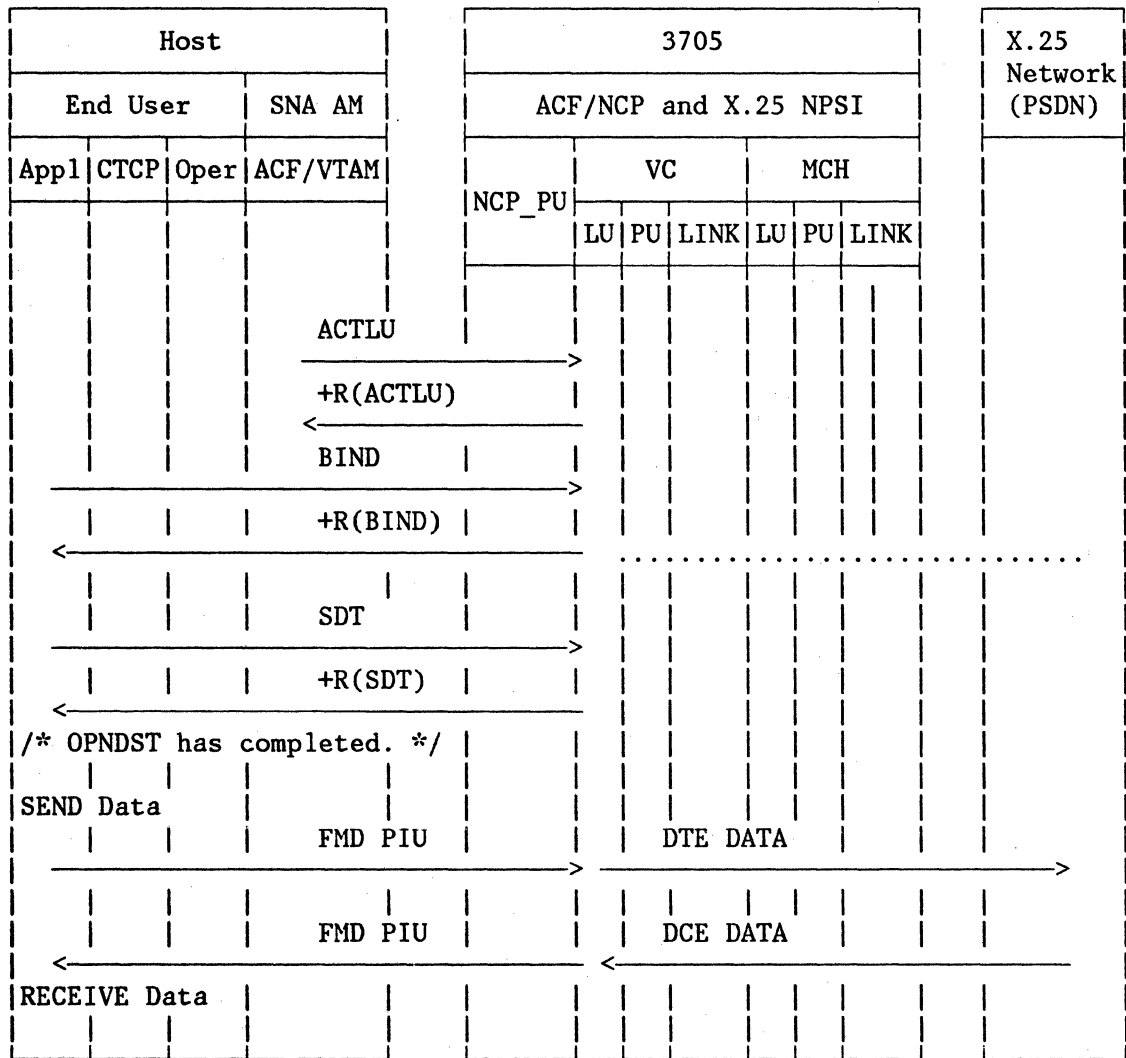 Host 3705 X.25
Network
End User SNA AM ACF/NCP and X.25 NPSI (PSDN)
Appl CTCP Oper ACF/VTAM NCP_PU VC MCH
LU PU LINK LU PU LINK
ACTLU
+R(ACTLU)
BIND
+R(BIND)
SDT
+R(SDT)
/* OPNDST has completed. */
SEND Data
FMD PIU DTE DATA
FMD PIU DCE DATA
RECEIVE Data